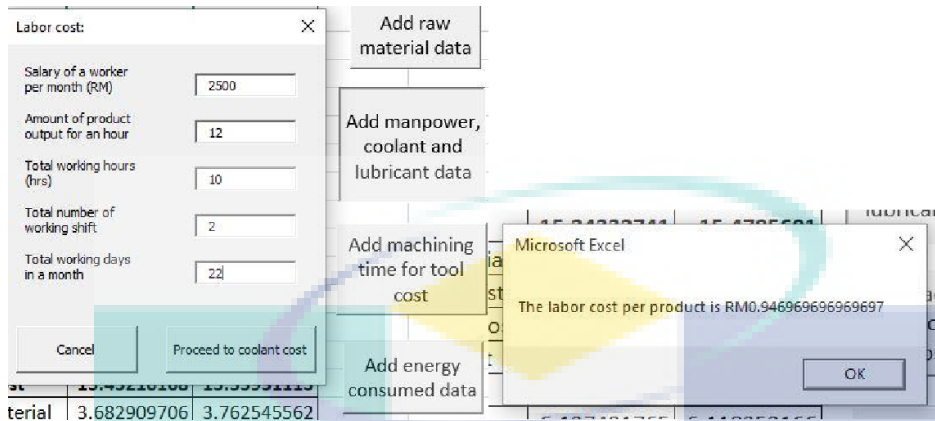 Labor cost:
Salary of a worker
per month (RM)
2500
Amount of product
output for an hour
12
Total working hours
(hrs)
10
Total number of
working shift
2
Total working days
in a month
22
Cancel
Proceed to coolant cost
Add raw
material data
Add manpower,
coolant and
lubricant data
Add machining
time for tool
cost
Add energy
consumed data
terial 3.682909706 3.762545562
Microsoft Excel
The labor cost per product is RM0.946969696969697
OK